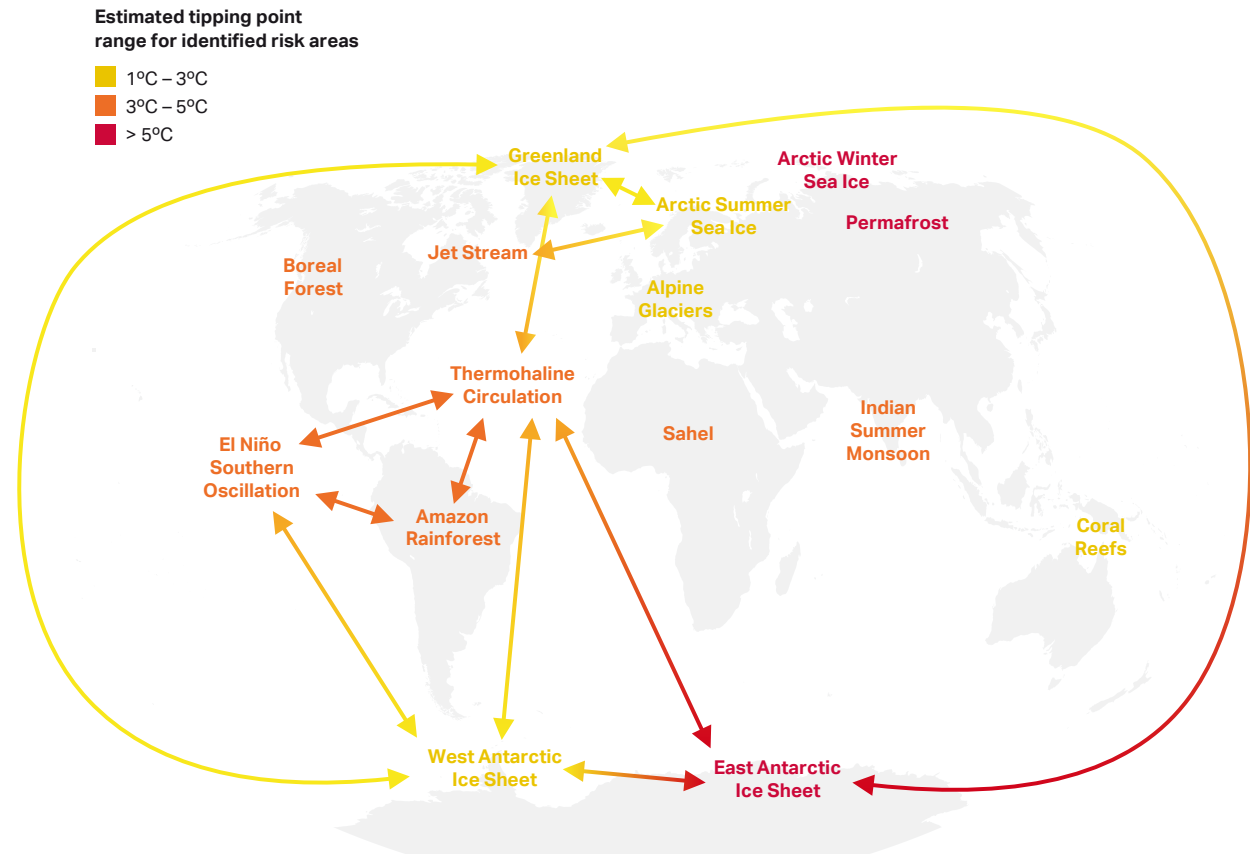 Estimated tipping point
range for identified risk areas
1ºC – 3ºC
3ºC – 5ºC
> 5ºC
Greenland
Ice Sheet
Arctic Winter
Sea Ice
Arctic Summer
Sea Ice
Permafrost
Jet Stream
Boreal
Forest
Alpine
Glaciers
Thermohaline
Circulation
Sahel
Indian
Summer
Monsoon
El Niño
Southern
Oscillation
Amazon
Rainforest
Coral
Reefs
West Antarctic
Ice Sheet
East Antarctic
Ice Sheet